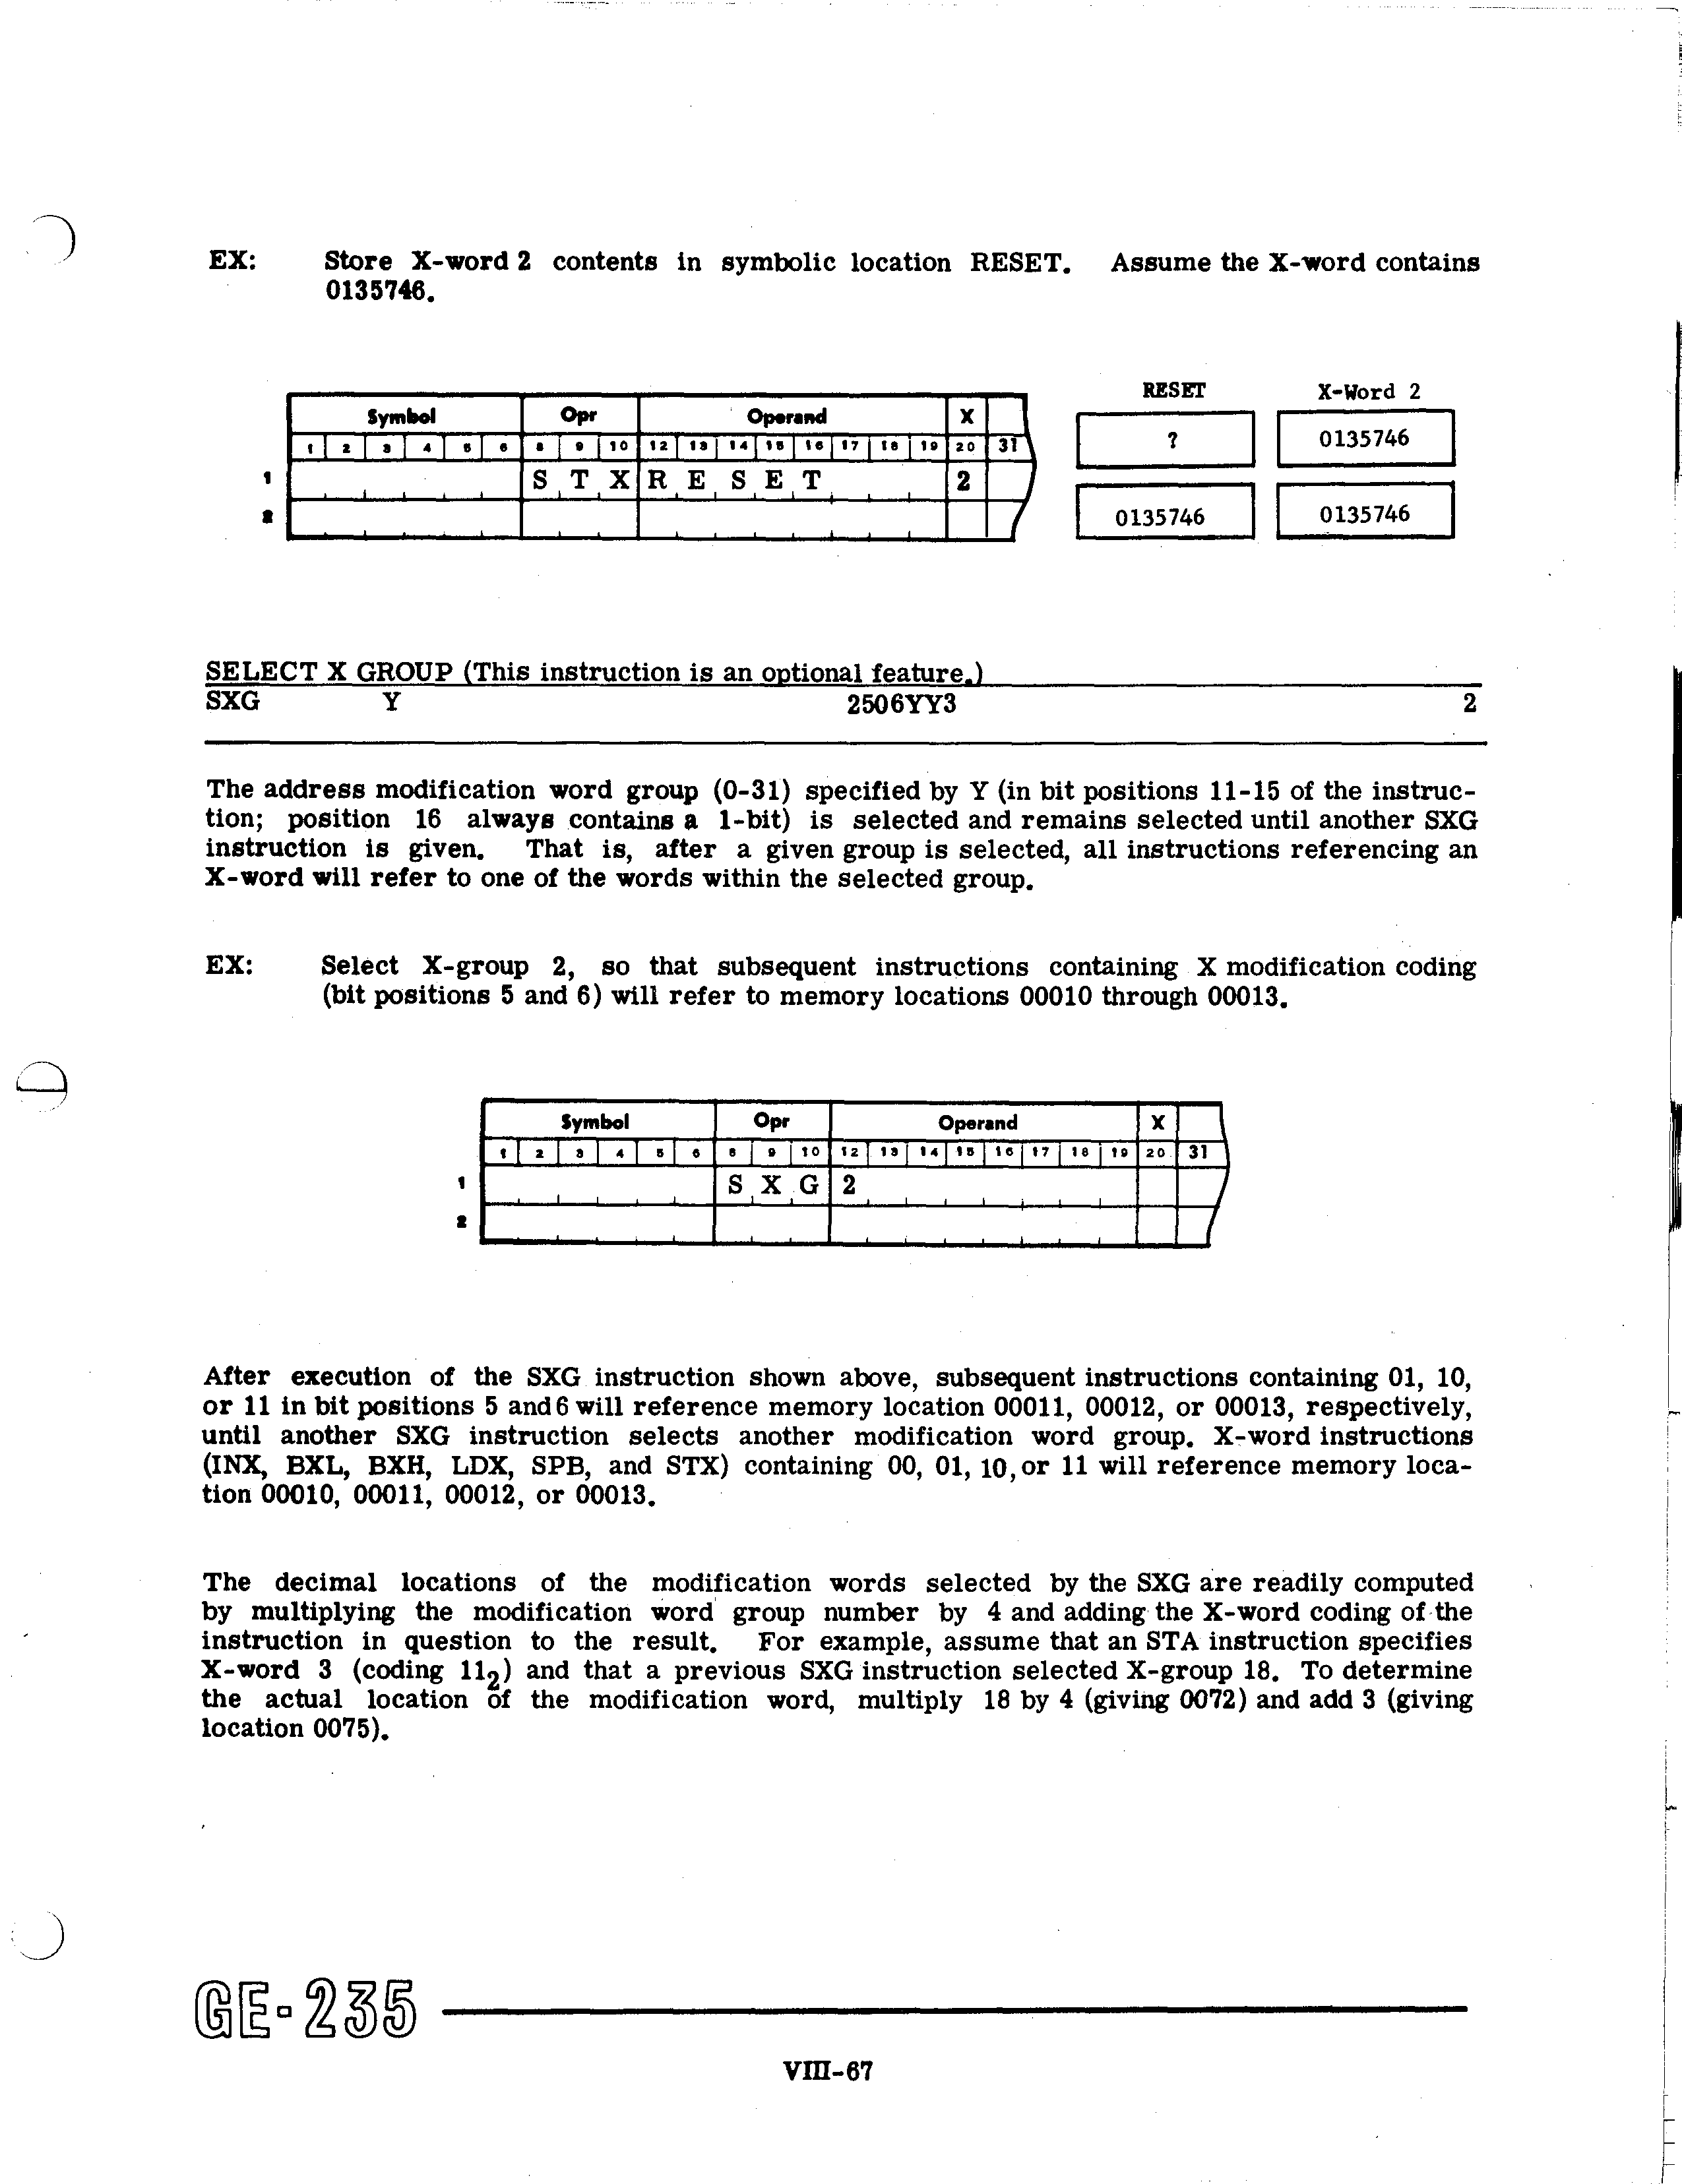 EX: Store X-word 2 contents in symbolic location RESET. Assume the X-word contains
0135746.
RESET X-Word 2
Symbol Opr Operand X
1 2 3 4 5 6 8 9 10 12 13 14 15 16 17 18 19 20 31
? 0135746
1 S T X R E S E T 2
2
0135746 0135746
SELECT X GROUP (This instruction is an optional feature.)
SXG Y 2506YY3 2
The address modification word group (0-31) specified by Y (in bit positions 11-15 of the instruc-
tion; position 16 always contains a 1-bit) is selected and remains selected until another SXG
instruction is given. That is, after a given group is selected, all instructions referencing an
X-word will refer to one of the words within the selected group.
EX: Select X-group 2, so that subsequent instructions containing X modification coding
(bit positions 5 and 6) will refer to memory locations 00010 through 00013.
Symbol Opr Operand X
1 2 3 4 5 6 8 9 10 12 13 14 15 16 17 18 19 20 31
1 S X G 2
2
After execution of the SXG instruction shown above, subsequent instructions containing 01, 10,
or 11 in bit positions 5 and 6 will reference memory location 00011, 00012, or 00013, respectively,
until another SXG instruction selects another modification word group. X-word instructions
(INX, BXL, BXH, LDX, SPB, and STX) containing 00, 01, 10, or 11 will reference memory loca-
tion 00010, 00011, 00012, or 00013.
The decimal locations of the modification words selected by the SXG are readily computed
by multiplying the modification word group number by 4 and adding the X-word coding of the
instruction in question to the result. For example, assume that an STA instruction specifies
X-word 3 (coding 11₂) and that a previous SXG instruction selected X-group 18. To determine
the actual location of the modification word, multiply 18 by 4 (giving 0072) and add 3 (giving
location 0075).
GE-235
VIII-67